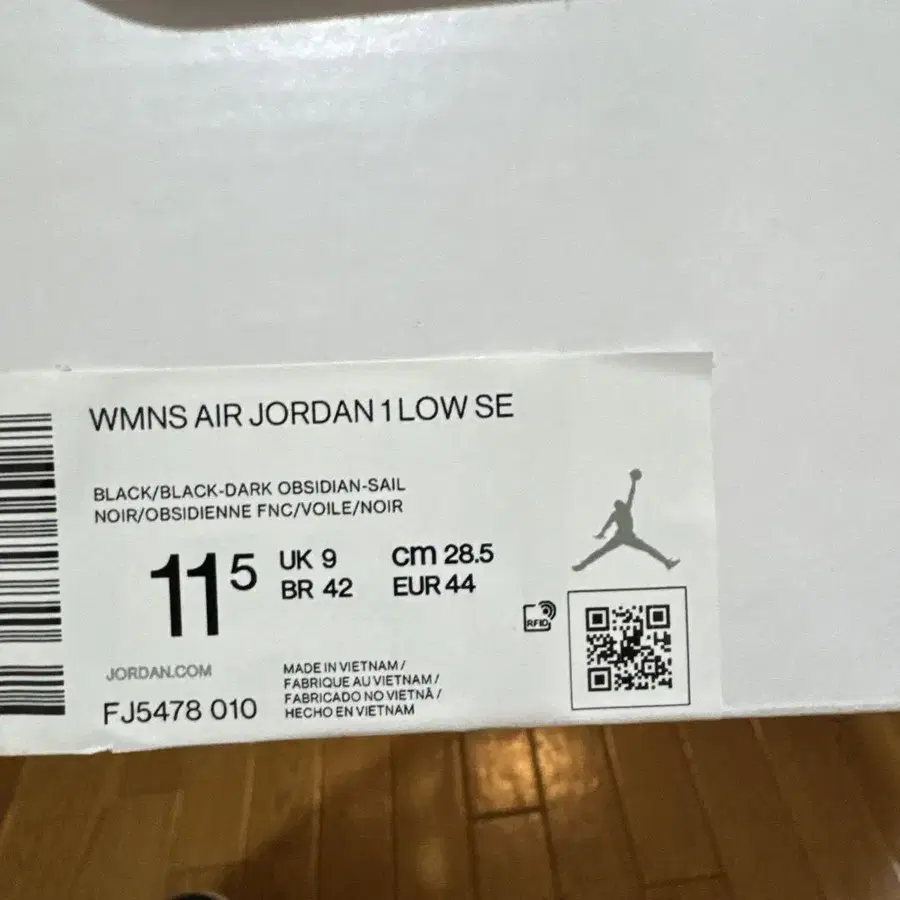 WMNS AIR JORDAN 1 LOW SE
BLACK/BLACK-DARK OBSIDIAN-SAIL
NOIR/OBSIDIENNE FNC/VOILE/NOIR
115 UK 9 cm 28.5
BR 42 EUR 44
RFID
JORDAN.COM
FJ5478 010
MADE IN VIETNAM /
FABRIQUE AU VIETNAM /
FABRICADO NO VIETNÃ /
HECHO EN VIETNAM